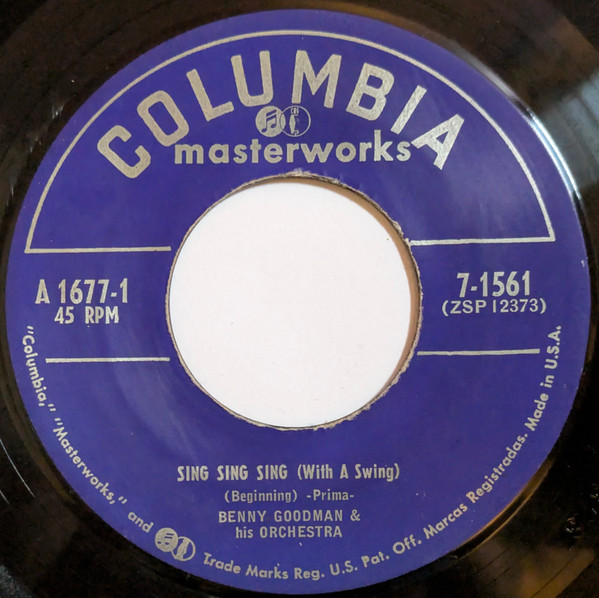 COLUMBIA
masterworks
A 1677-1
45 RPM
7-1561
(ZSP 12373)
SING SING SING (With A Swing)
(Beginning) -Prima-
BENNY GOODMAN &
his ORCHESTRA
"Columbia," "Masterworks," and Trade Marks Reg. U.S. Pat. Off. Marcas Registradas. Made in U.S.A.